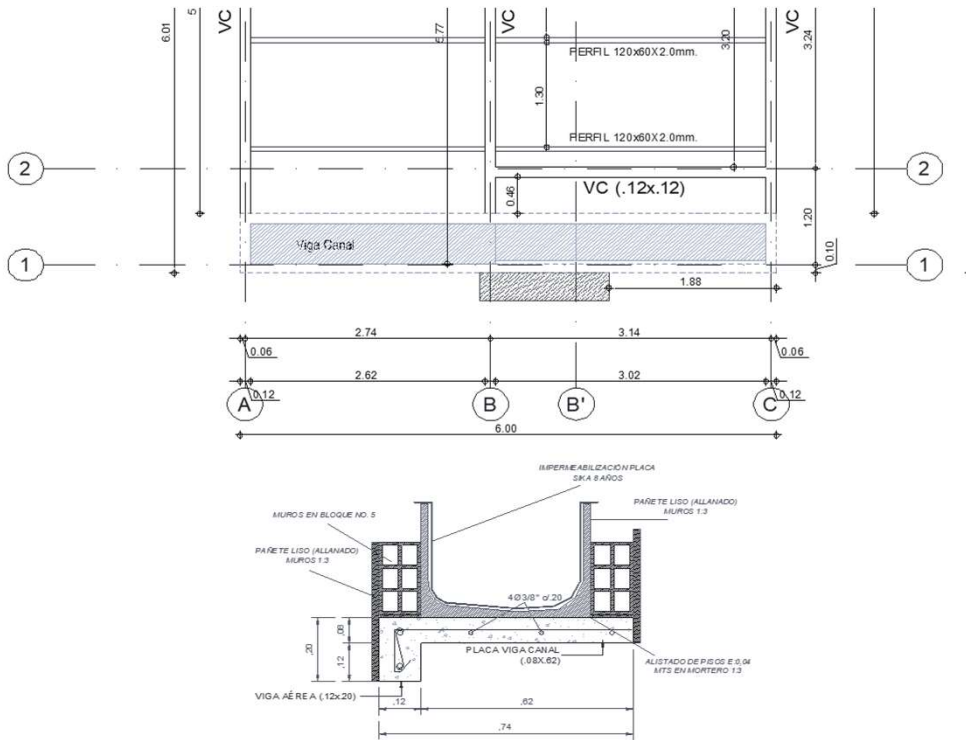 VC
VC
VC
6.01
5
5.77
3.20
3.24
PERFIL 120x60X2.0mm.
1.30
PERFIL 120x60X2.0mm.
2
2
0.46
VC (.12x.12)
1.20
Viga Canal
1
1
0.10
1.88
2.74
3.14
0.06
0.06
2.62
3.02
0.12
0.12
A
B
B'
C
6.00
IMPERMEABILIZACIÓN PLACA
SIKA 8 AÑOS
PAÑETE LISO (ALLANADO)
MUROS 1:3
MUROS EN BLOQUE NO. 5
PAÑETE LISO (ALLANADO)
MUROS 1:3
4Ø3/8" c/.20
.08
.20
.12
PLACA VIGA CANAL
(.08X.62)
ALISTADO DE PISOS E:0,04
MTS EN MORTERO 1:3
VIGA AÉREA (.12x.20)
.12
.62
.74